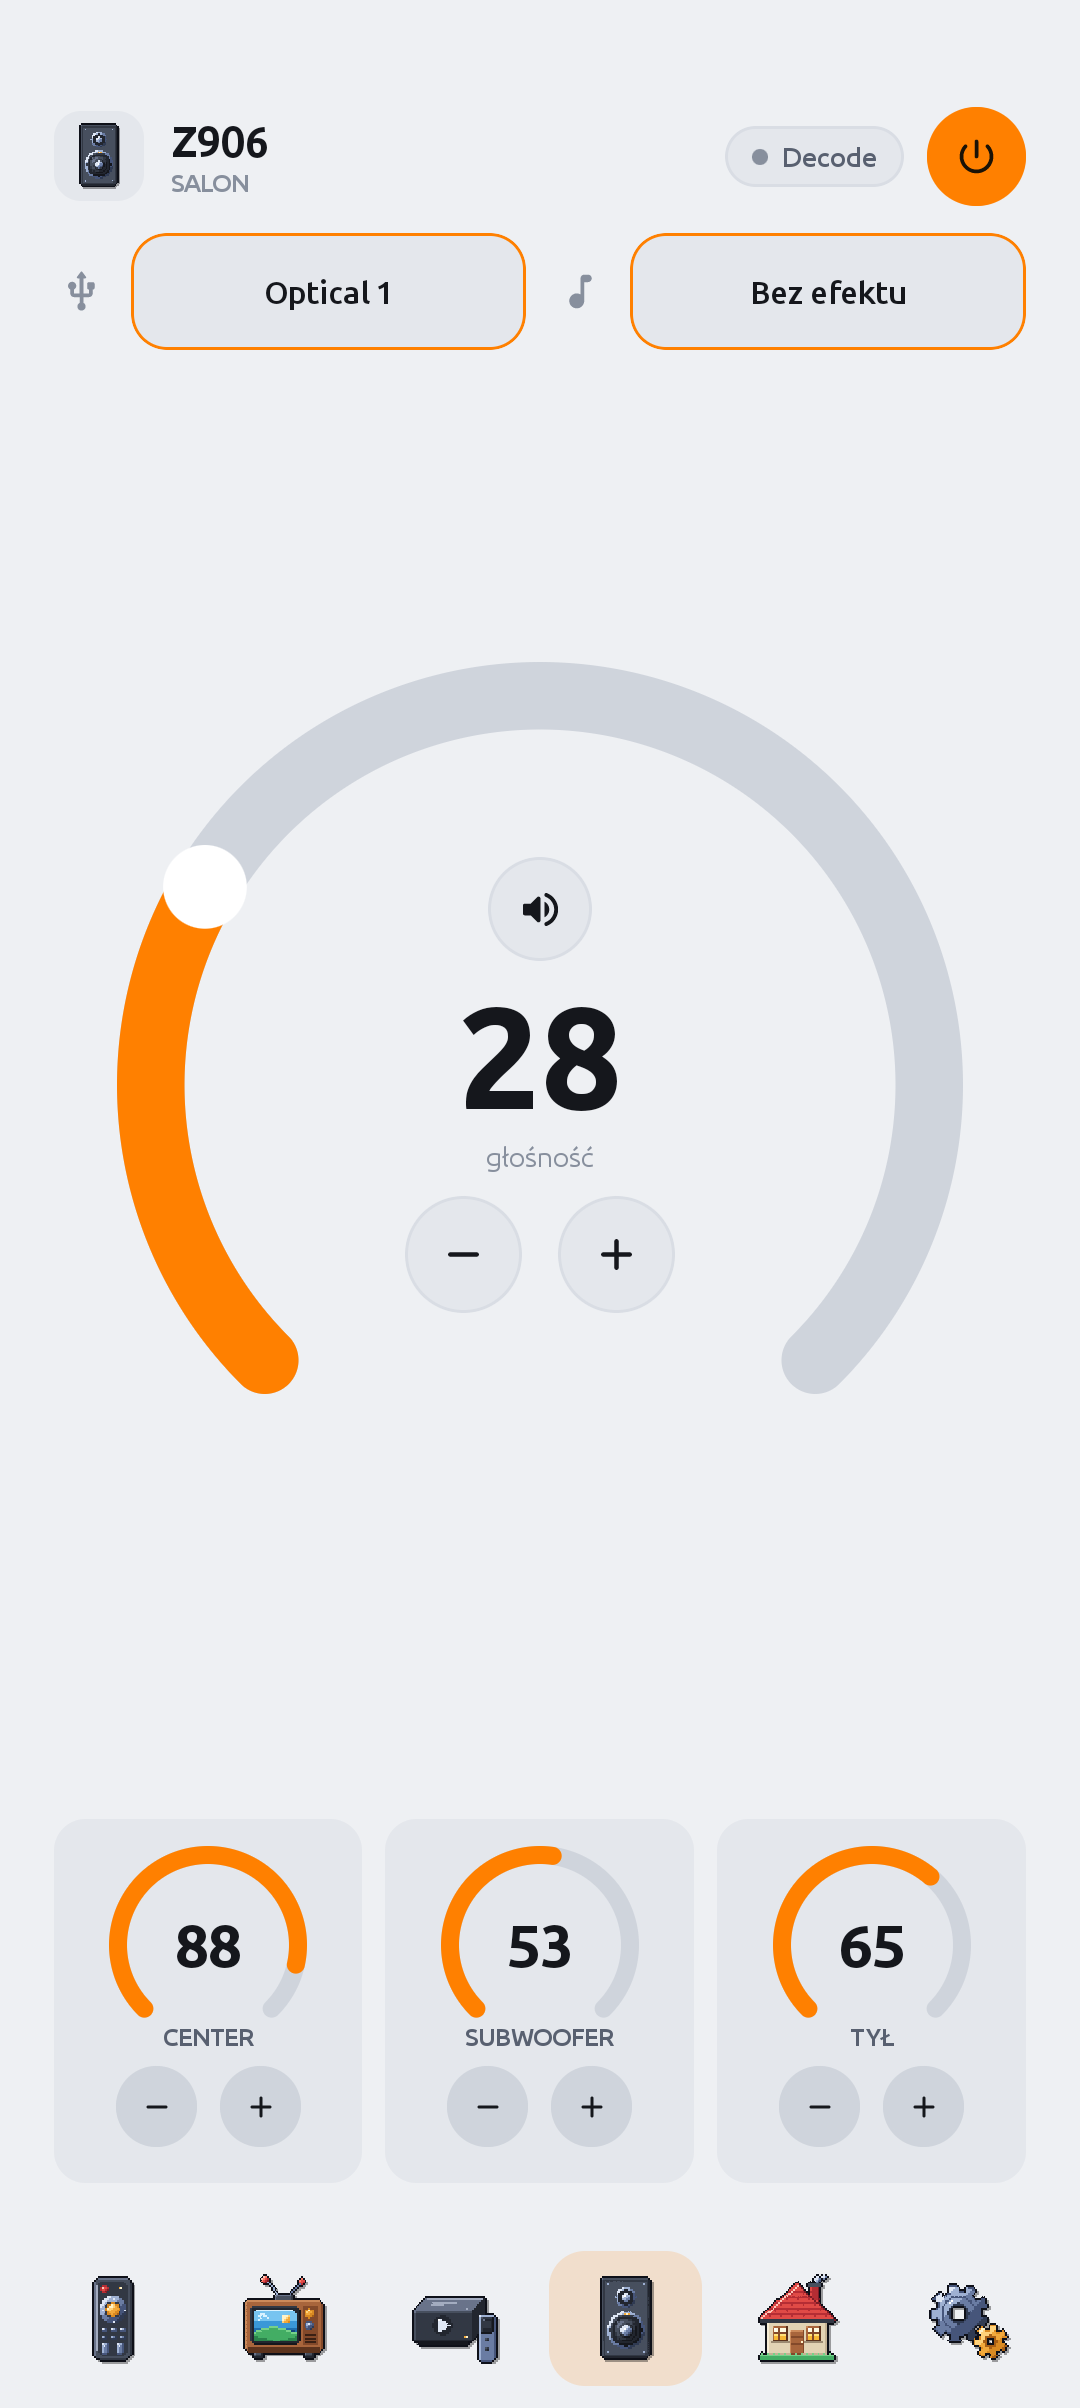 Z906
SALON
Decode
Optical 1
Bez efektu
28
głośność
88
53
65
CENTER
SUBWOOFER
TYŁ